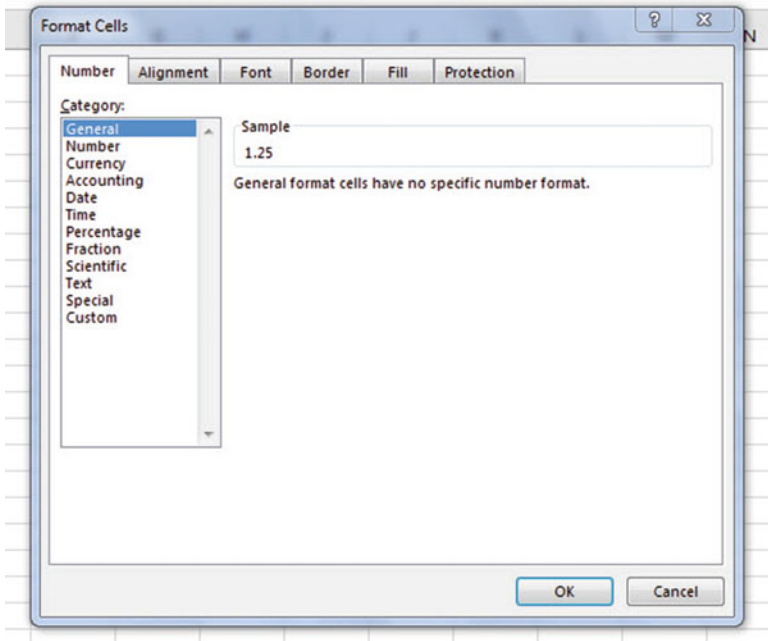 Format Cells
?
N
Number Alignment Font Border Fill Protection
Category:
General
Number
Currency
Accounting
Date
Time
Percentage
Fraction
Scientific
Text
Special
Custom
Sample
1.25
General format cells have no specific number format.
OK Cancel